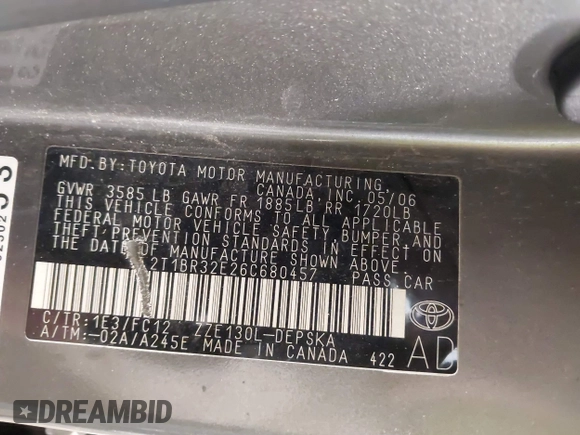 MFD. BY: TOYOTA MOTOR MANUFACTURING,
CANADA, INC. 05/06
GVWR 3585LB GAWR FR 1885LB RR 1720LB
THIS VEHICLE CONFORMS TO ALL APPLICABLE
FEDERAL MOTOR VEHICLE SAFETY, BUMPER, AND
THEFT PREVENTION STANDARDS IN EFFECT ON
THE DATE OF MANUFACTURE SHOWN ABOVE.
2T1BR32E26C680457 PASS CAR
C/TR: 1E3/FC12 ZZE130L-DEPSKA
A/TM: -02A/A245E MADE IN CANADA 422
AD
DREAMBID